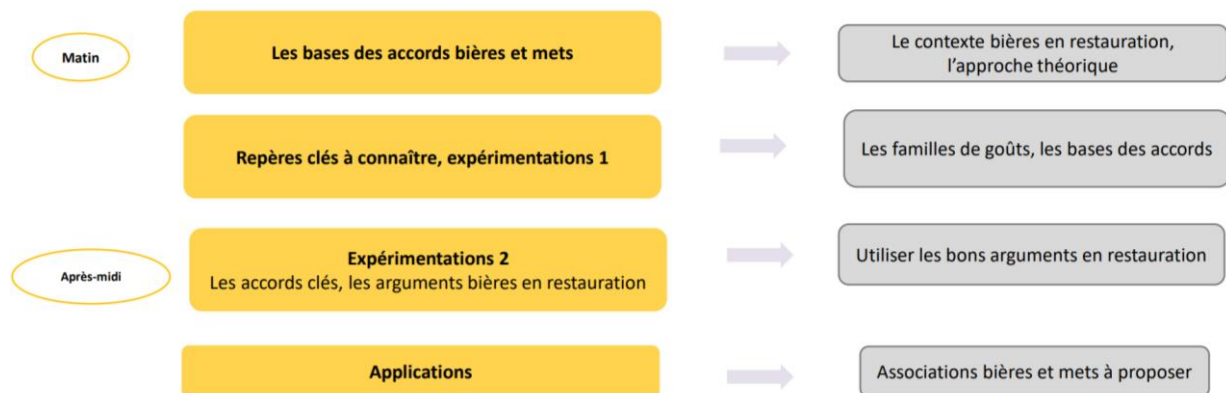 Matin
Les bases des accords bières et mets
Le contexte bières en restauration,
l'approche théorique
Repères clés à connaître, expérimentations 1
Les familles de goûts, les bases des accords
Après-midi
Expérimentations 2
Les accords clés, les arguments bières en restauration
Utiliser les bons arguments en restauration
Applications
Associations bières et mets à proposer